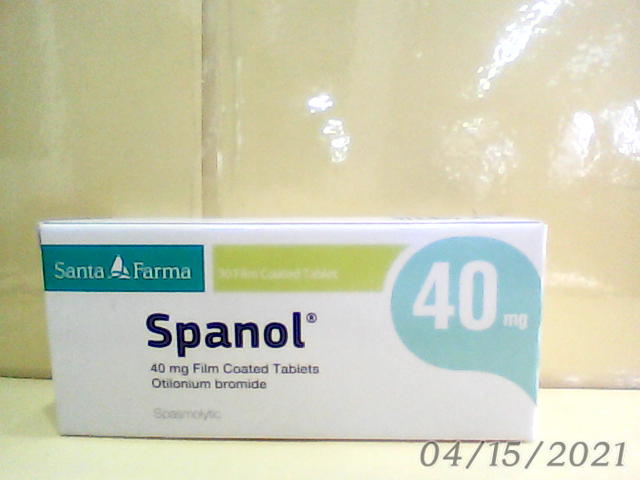 Santa Farma
30 Film Coated Tablet
40 mg
Spanol®
40 mg Film Coated Tablets
Otilonium bromide
Spasmolytic
04/15/2021